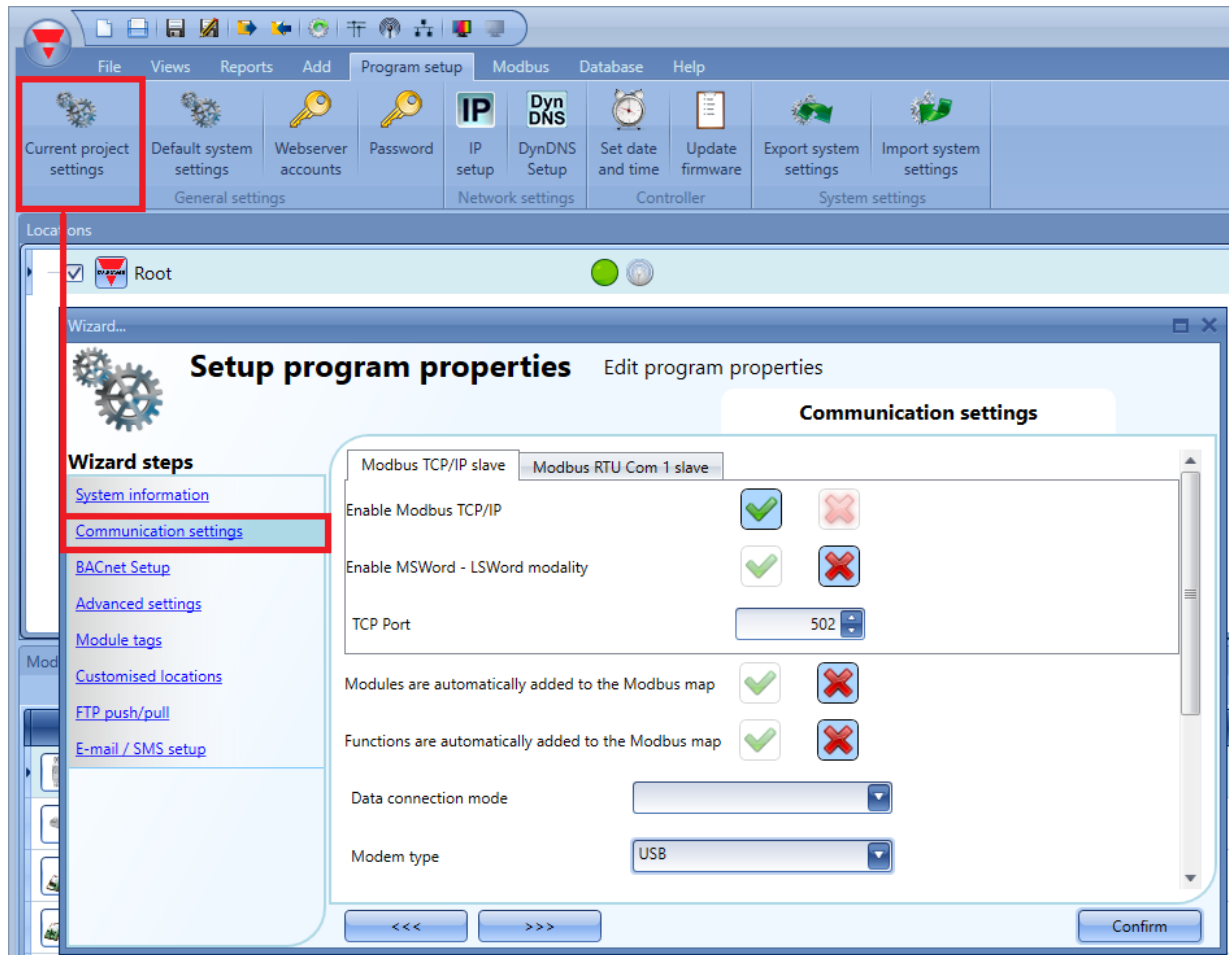 File Views Reports Add Program setup Modbus Database Help
IP Dyn DNS
Current project settings
Default system settings
Webserver accounts
Password
IP setup
DynDNS Setup
Set date and time
Update firmware
Export system settings
Import system settings
General settings
Network settings
Controller
System settings
Locations
Root
Wizard...
Setup program properties Edit program properties
Communication settings
Wizard steps
System information
Communication settings
BACnet Setup
Advanced settings
Module tags
Customised locations
FTP push/pull
E-mail / SMS setup
Modbus TCP/IP slave Modbus RTU Com 1 slave
Enable Modbus TCP/IP
Enable MSWord - LSWord modality
TCP Port 502
Modules are automatically added to the Modbus map
Functions are automatically added to the Modbus map
Data connection mode
Modem type USB
<<< >>> Confirm
Mod